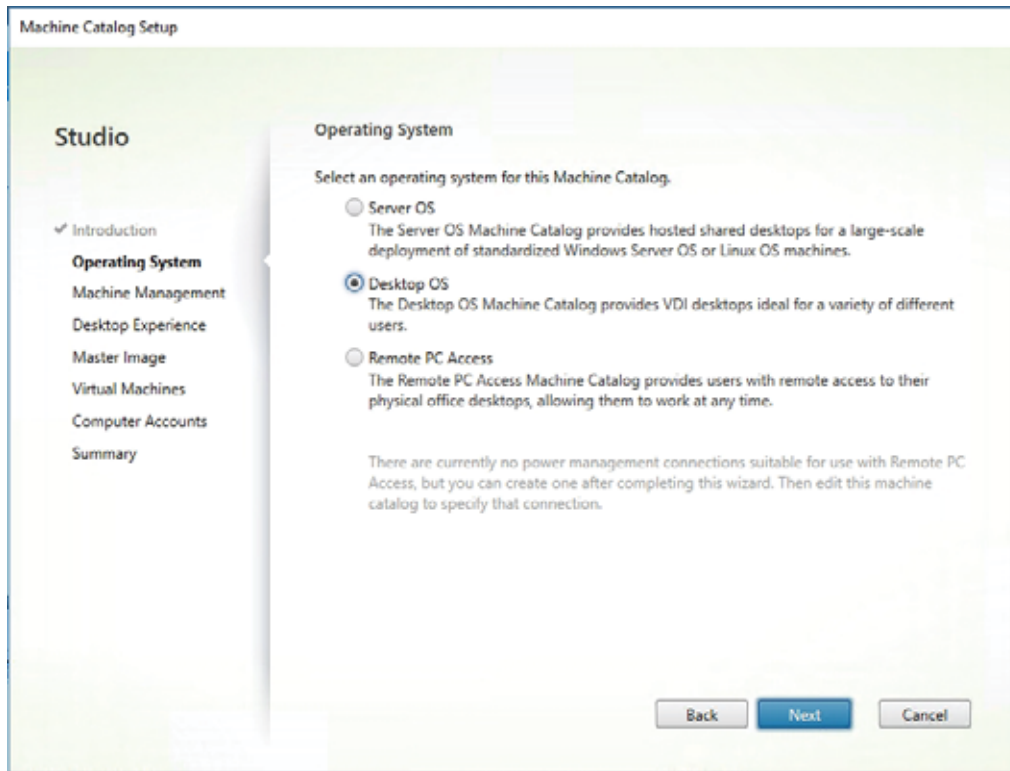 Machine Catalog Setup
Studio
Introduction
Operating System
Machine Management
Desktop Experience
Master Image
Virtual Machines
Computer Accounts
Summary
Operating System
Select an operating system for this Machine Catalog.
Server OS
The Server OS Machine Catalog provides hosted shared desktops for a large-scale
deployment of standardized Windows Server OS or Linux OS machines.
Desktop OS
The Desktop OS Machine Catalog provides VDI desktops ideal for a variety of different
users.
Remote PC Access
The Remote PC Access Machine Catalog provides users with remote access to their
physical office desktops, allowing them to work at any time.
There are currently no power management connections suitable for use with Remote PC
Access, but you can create one after completing this wizard. Then edit this machine
catalog to specify that connection.
Back
Next
Cancel